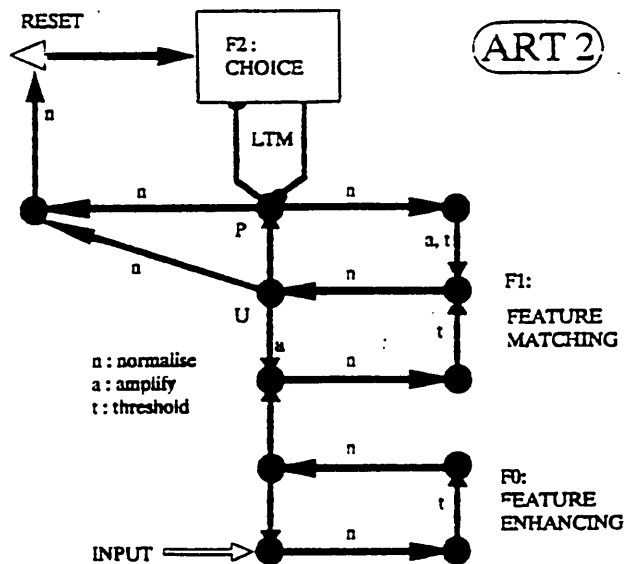 RESET
F2:
CHOICE
ART 2
n
LTM
n
n
P
a, t
n
n
F1:
U
FEATURE
MATCHING
t
a
n : normalise
a : amplify
t : threshold
n
n
F0:
FEATURE
ENHANCING
t
INPUT
n